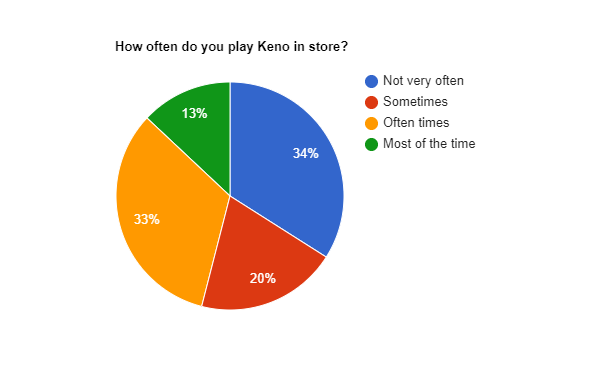 How often do you play Keno in store?
Not very often
Sometimes
Often times
Most of the time
13%
34%
33%
20%